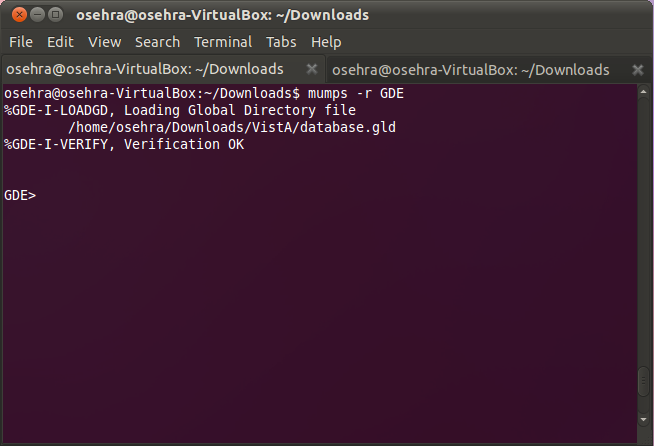 osehra@osehra-VirtualBox: ~/Downloads
File Edit View Search Terminal Tabs Help
osehra@osehra-VirtualBox: ~/Downloads osehra@osehra-VirtualBox: ~/Downloads
osehra@osehra-VirtualBox:~/Downloads$ mumps -r GDE
%GDE-I-LOADGD, Loading Global Directory file
/home/osehra/Downloads/VistA/database.gld
%GDE-I-VERIFY, Verification OK
GDE>